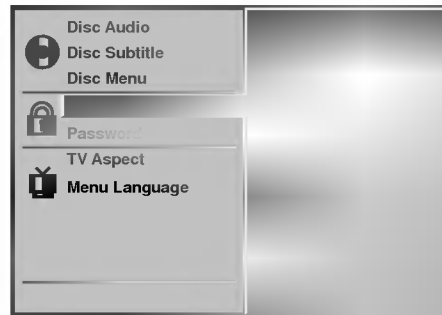 Disc Audio
Disc Subtitle
Disc Menu
Password
TV Aspect
Menu Language